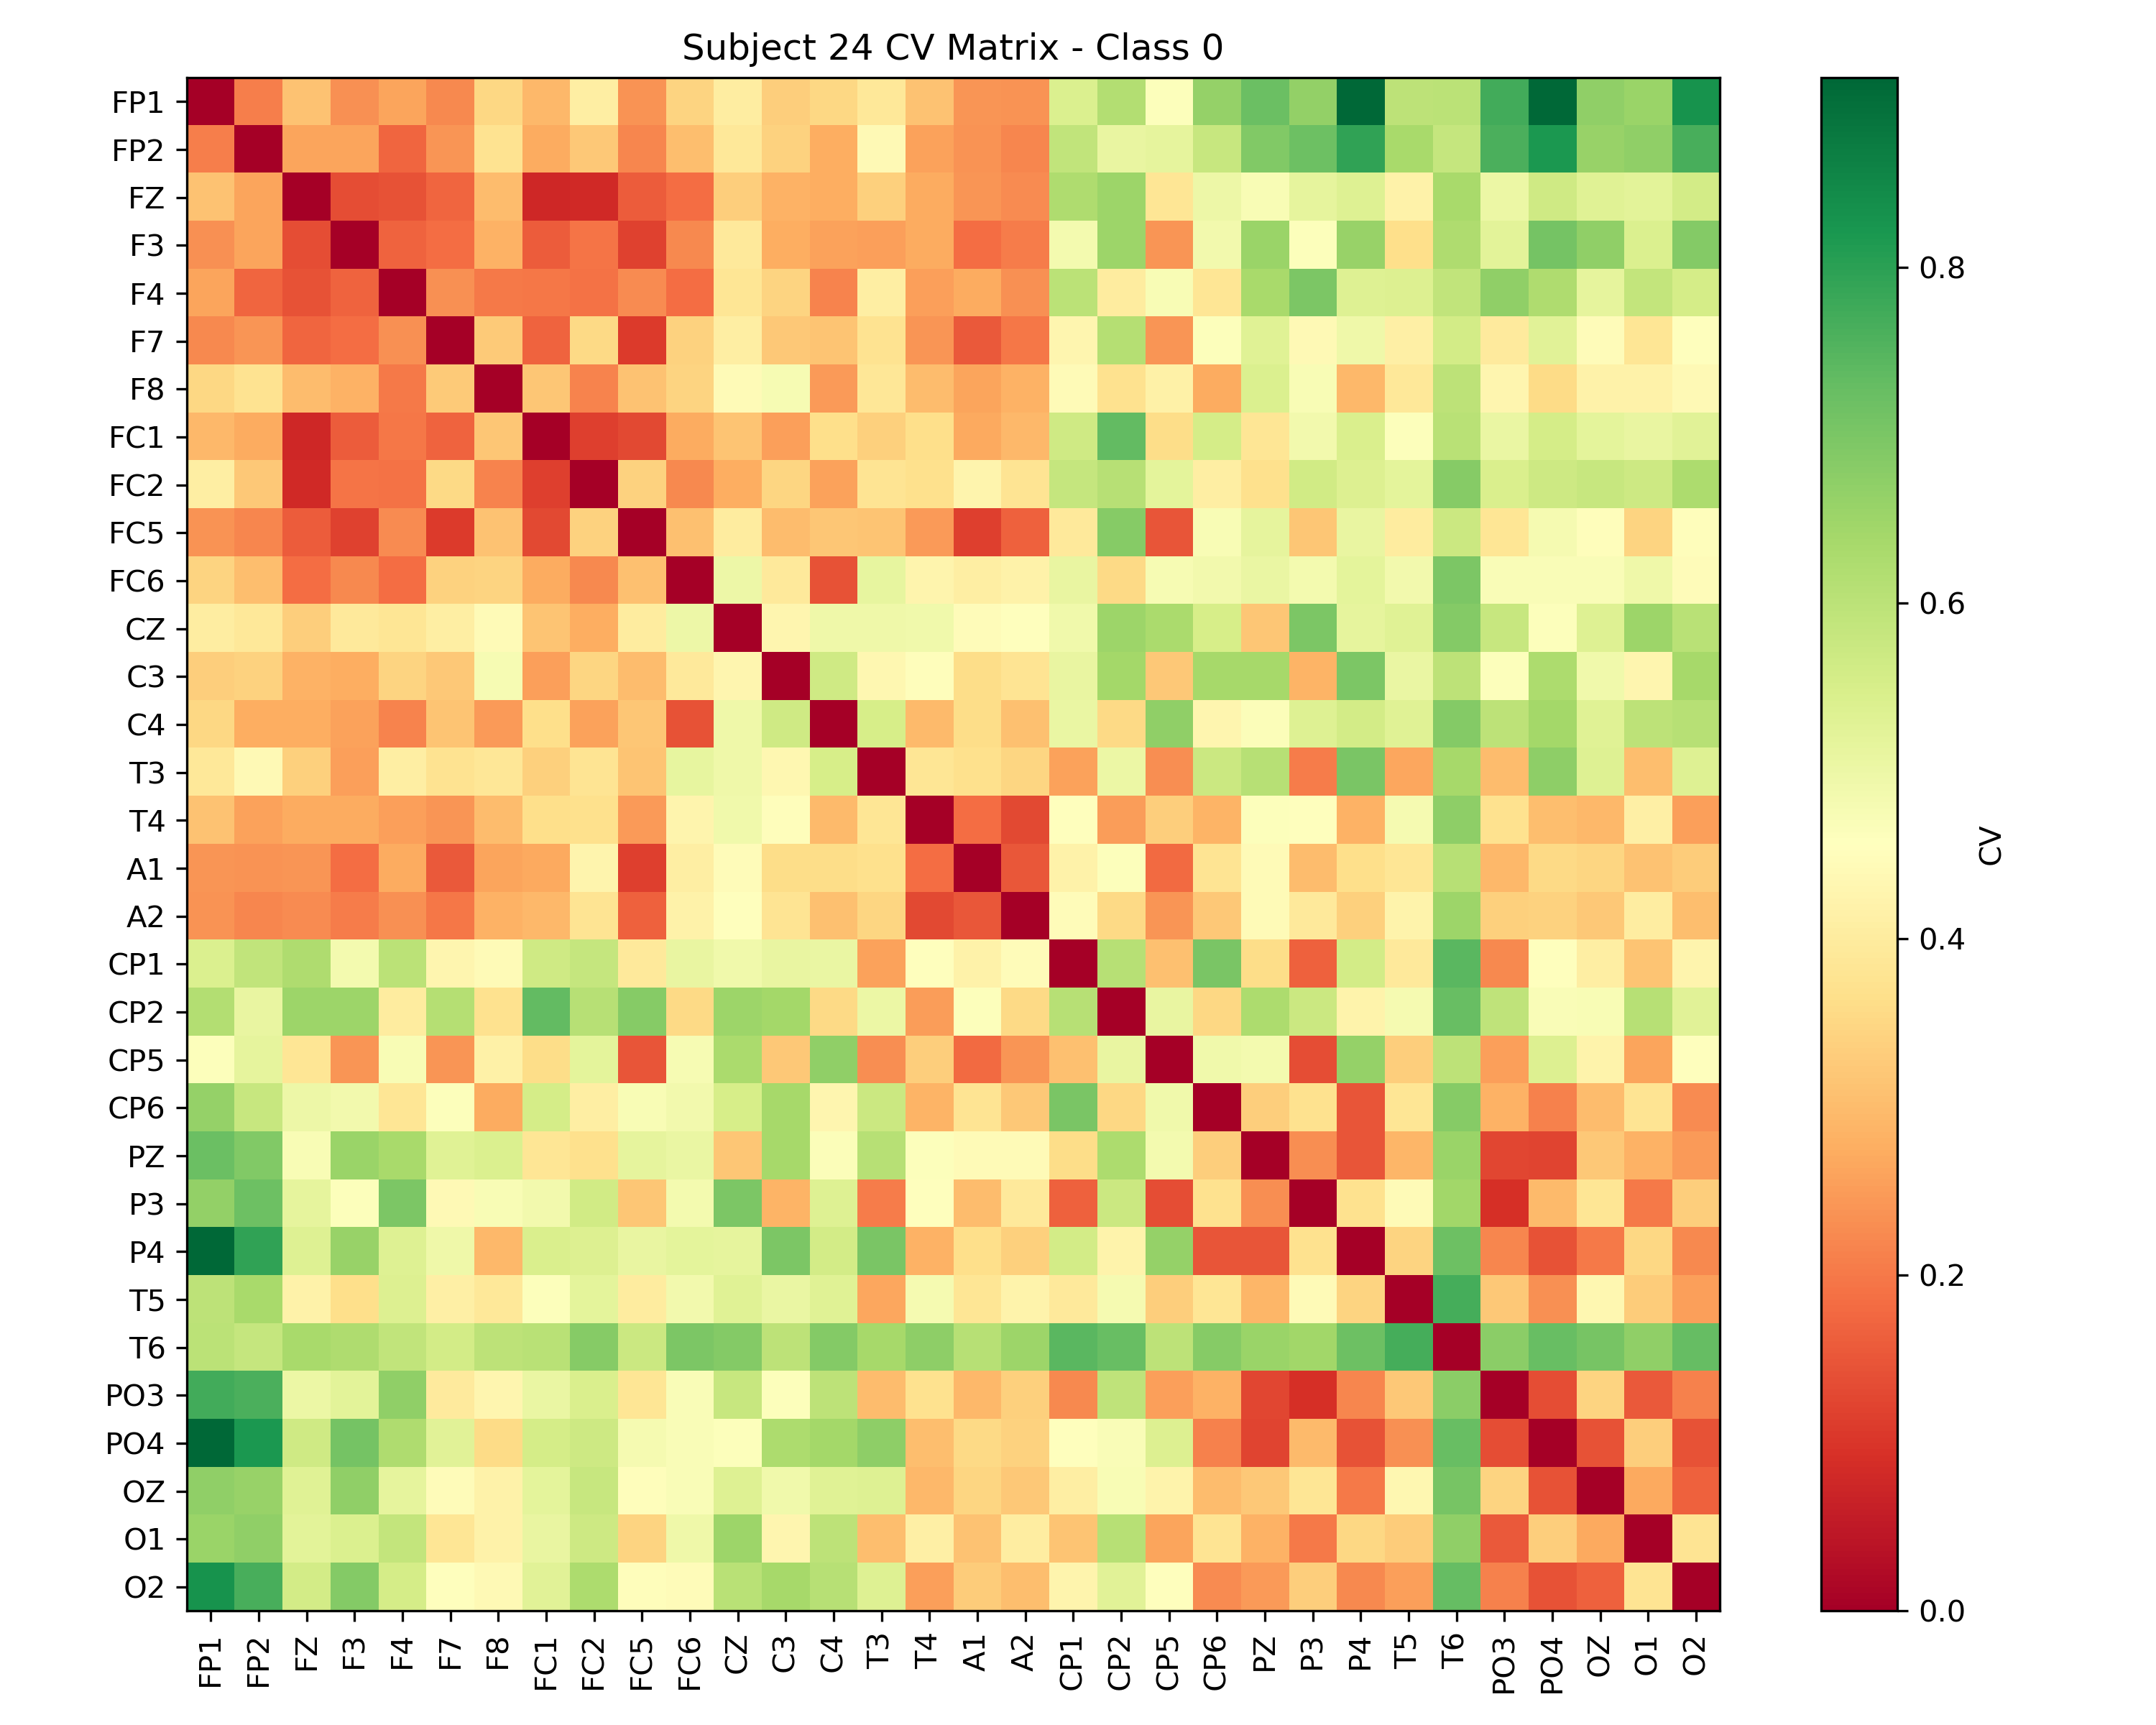 Subject 24 CV Matrix - Class 0
FP1
FP2
FZ
F3
F4
F7
F8
FC1
FC2
FC5
FC6
CZ
C3
C4
T3
T4
A1
A2
CP1
CP2
CP5
CP6
PZ
P3
P4
T5
T6
PO3
PO4
OZ
O1
O2
FP1 FP2 FZ F3 F4 F7 F8 FC1 FC2 FC5 FC6 CZ C3 C4 T3 T4 A1 A2 CP1 CP2 CP5 CP6 PZ P3 P4 T5 T6 PO3 PO4 OZ O1 O2
0.8
0.6
0.4
0.2
0.0
CV